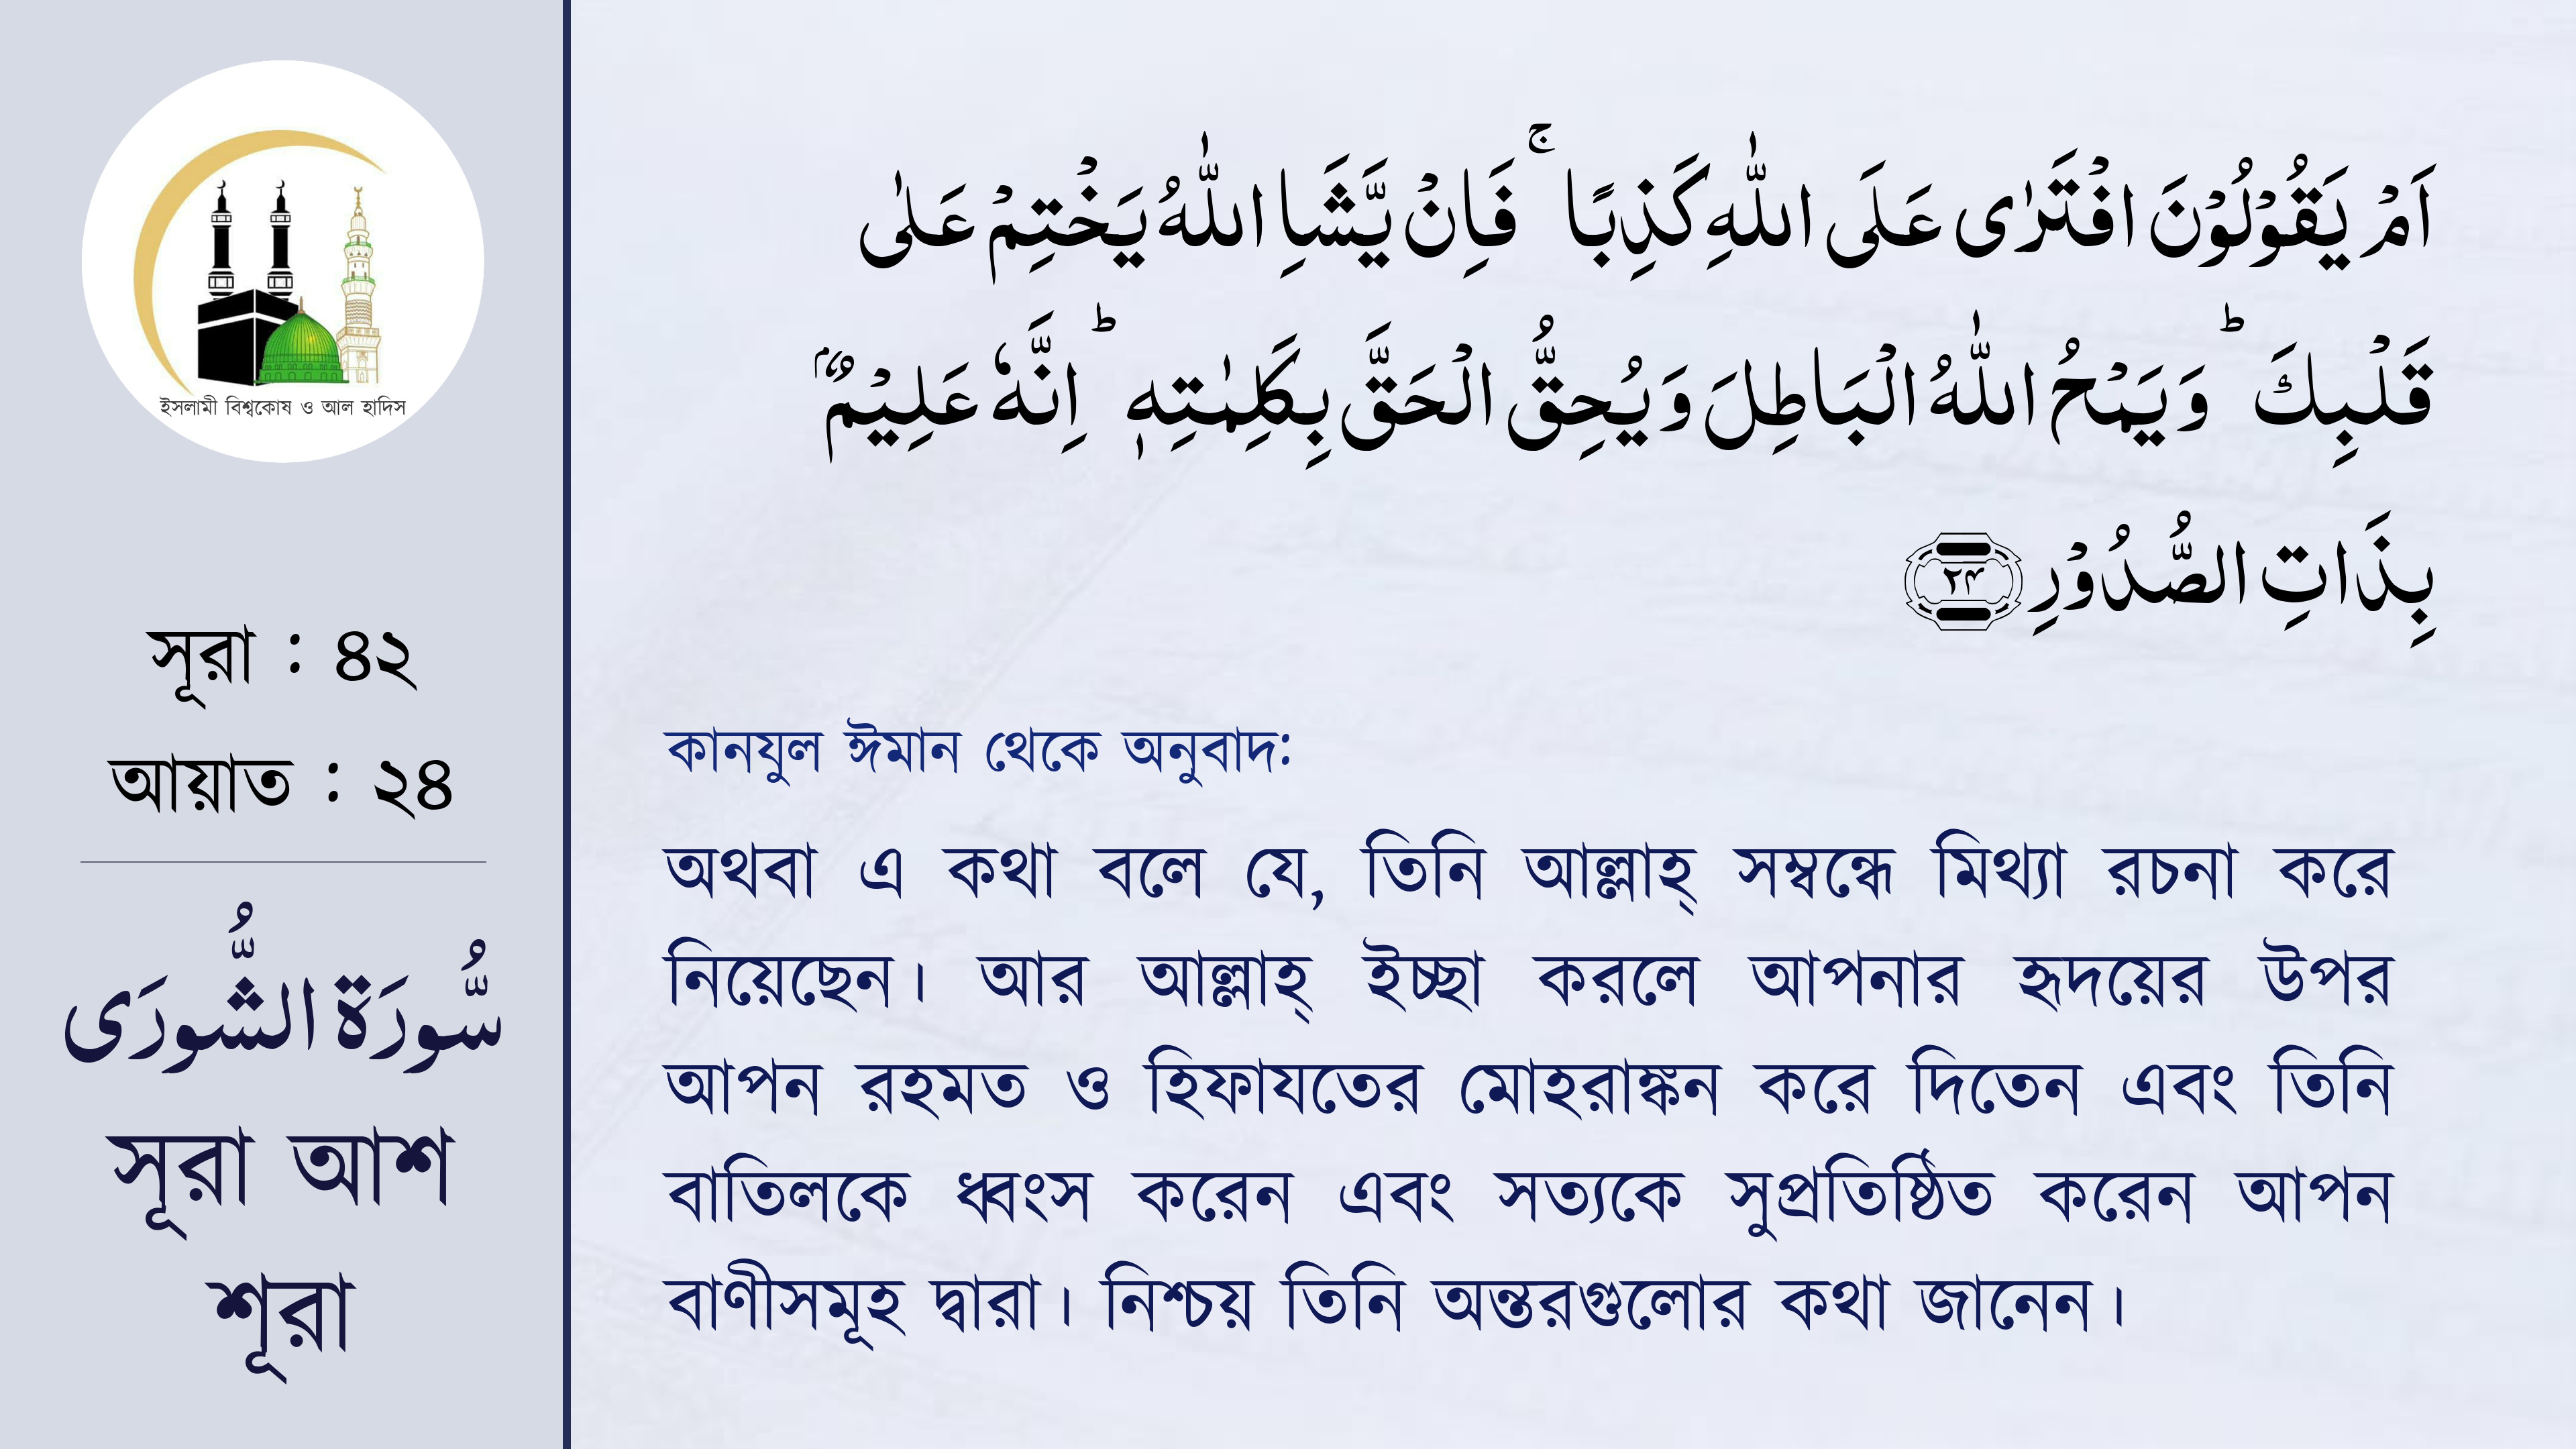 ইসলামী বিশ্বকোষ ও আল হাদিস
সূরা : ৪২
আয়াত : ২৪
سُّورَة الشُّورَى
সূরা আশ
শূরা
اَمْ يَقُوْلُوْنَ افْتَرٰى عَلَى اللّٰهِ كَذِبًا ۚ فَاِنْ يَّشَاِ اللّٰهُ يَخْتِمْ عَلٰى
قَلْبِكَ ؕ وَيَمْحُ اللّٰهُ الْبَاطِلَ وَيُحِقُّ الْحَقَّ بِكَلِمٰتِهٖ ؕ اِنَّهٗ عَلِيْمٌۢ
بِذَاتِ الصُّدُوْرِ ۝۲۴
কানযুল ঈমান থেকে অনুবাদ:
অথবা এ কথা বলে যে, তিনি আল্লাহ্ সম্বন্ধে মিথ্যা রচনা করে
নিয়েছেন। আর আল্লাহ্ ইচ্ছা করলে আপনার হৃদয়ের উপর
আপন রহমত ও হিফাযতের মোহরাঙ্কন করে দিতেন এবং তিনি
বাতিলকে ধ্বংস করেন এবং সত্যকে সুপ্রতিষ্ঠিত করেন আপন
বাণীসমূহ দ্বারা। নিশ্চয় তিনি অন্তরগুলোর কথা জানেন।